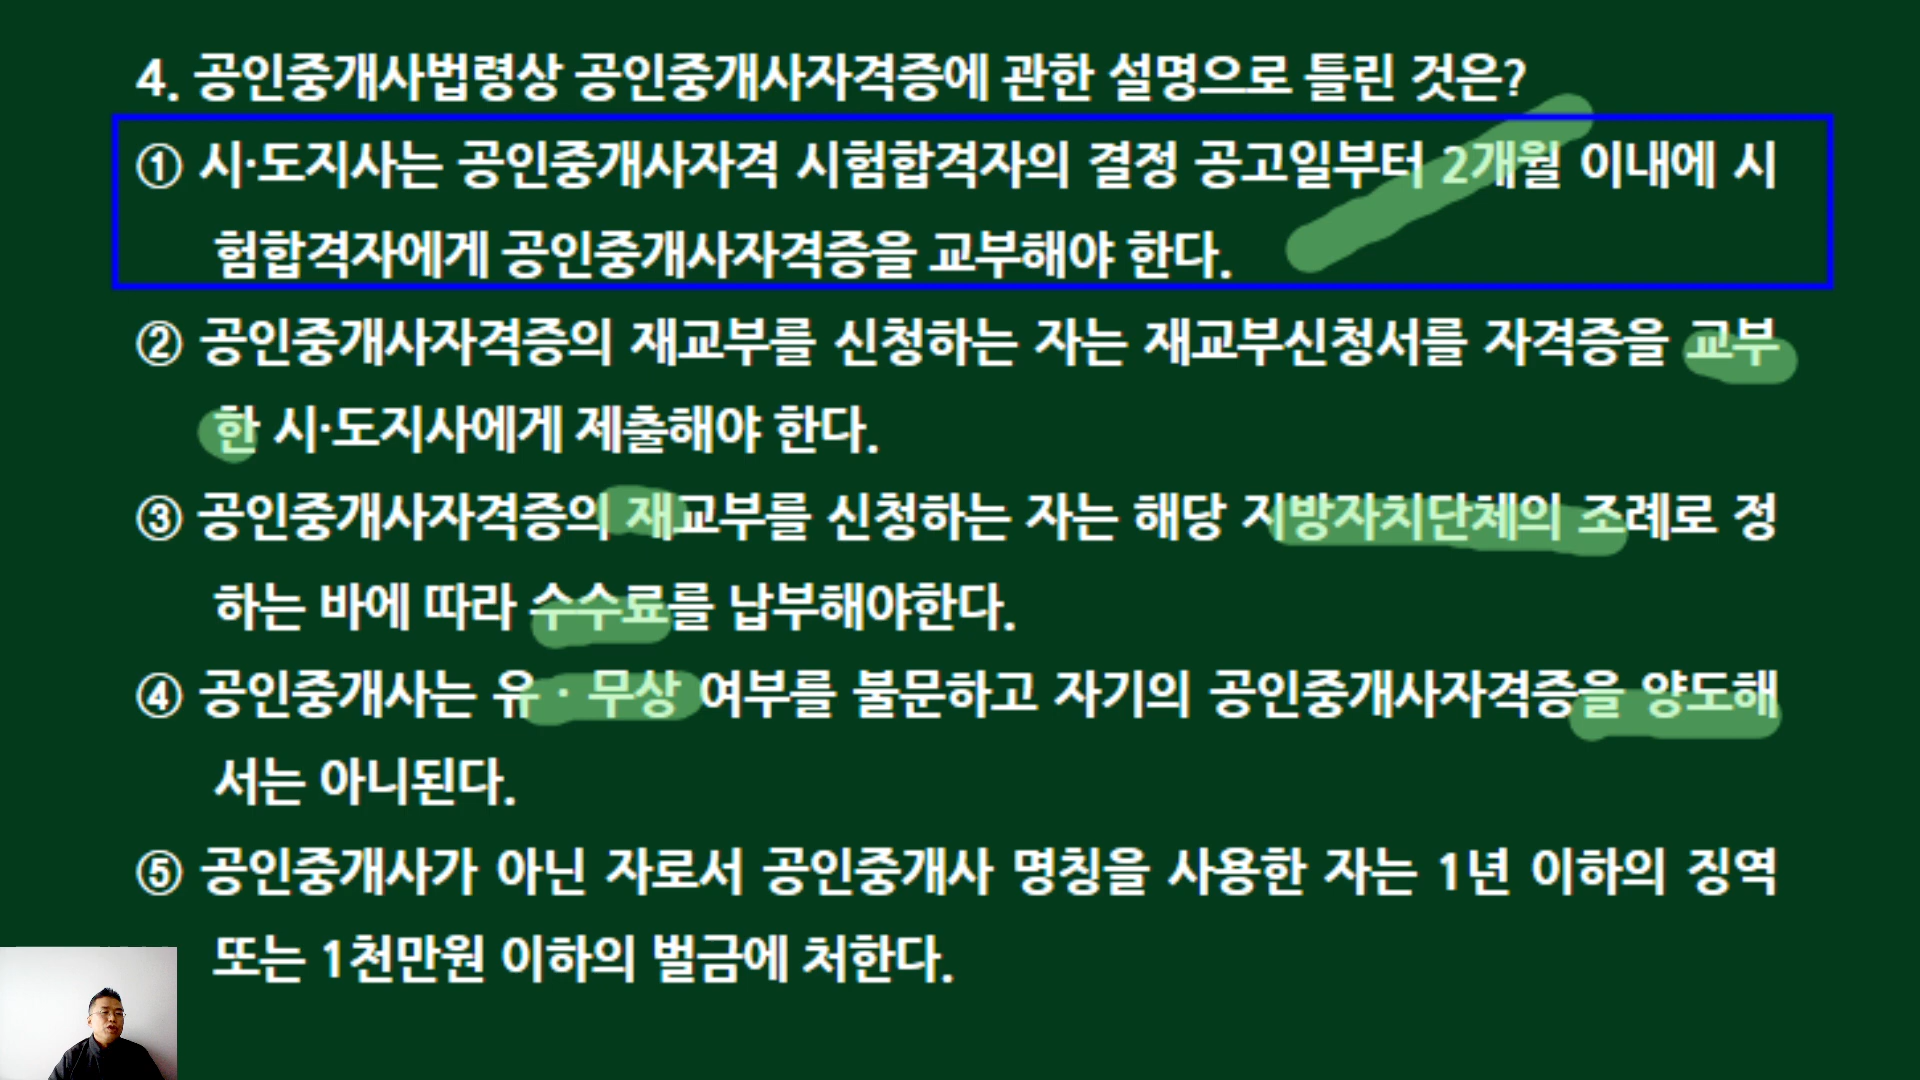 4. 공인중개사법령상 공인중개사자격증에 관한 설명으로 틀린 것은?
① 시·도지사는 공인중개사자격 시험합격자의 결정 공고일부터 2개월 이내에 시
험합격자에게 공인중개사자격증을 교부해야 한다.
② 공인중개사자격증의 재교부를 신청하는 자는 재교부신청서를 자격증을 교부
한 시·도지사에게 제출해야 한다.
③ 공인중개사자격증의 재교부를 신청하는 자는 해당 지방자치단체의 조례로 정
하는 바에 따라 수수료를 납부해야한다.
④ 공인중개사는 유·무상 여부를 불문하고 자기의 공인중개사자격증을 양도해
서는 아니된다.
⑤ 공인중개사가 아닌 자로서 공인중개사 명칭을 사용한 자는 1년 이하의 징역
또는 1천만원 이하의 벌금에 처한다.